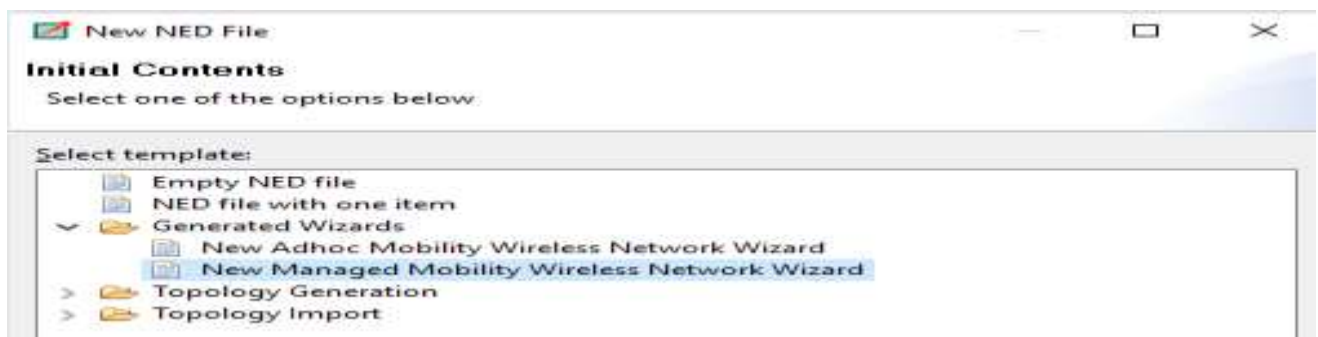 New NED File
Initial Contents
Select one of the options below
Select template:
Empty NED file
NED file with one item
Generated Wizards
New Adhoc Mobility Wireless Network Wizard
New Managed Mobility Wireless Network Wizard
Topology Generation
Topology Import